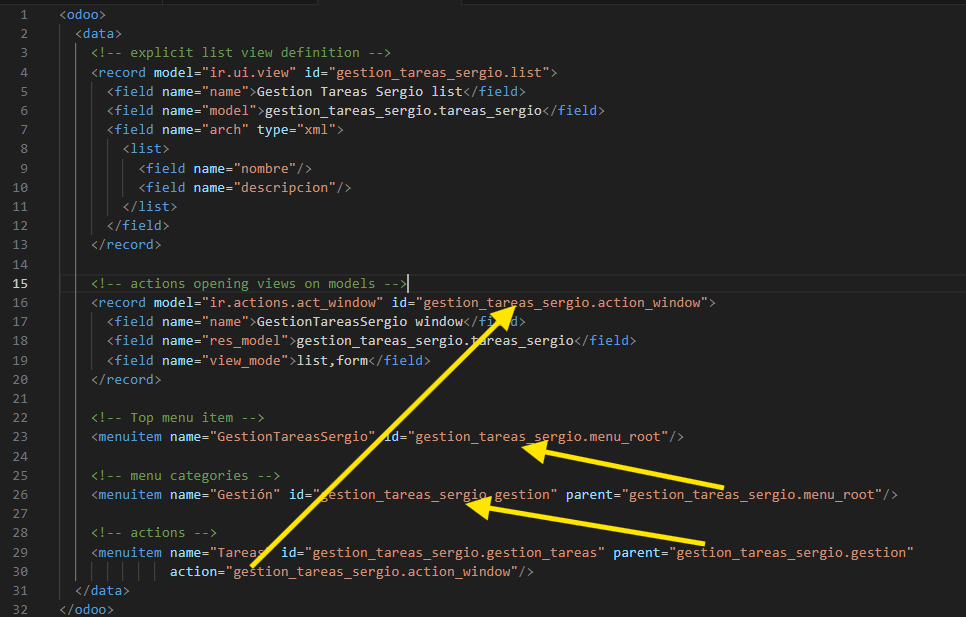 1 <odoo>
2 <data>
3 <!-- explicit list view definition -->
4 <record model="ir.ui.view" id="gestion_tareas_sergio.list">
5 <field name="name">Gestion Tareas Sergio list</field>
6 <field name="model">gestion_tareas_sergio.tareas_sergio</field>
7 <field name="arch" type="xml">
8 <list>
9 <field name="nombre"/>
10 <field name="descripcion"/>
11 </list>
12 </field>
13 </record>
14
15 <!-- actions opening views on models -->
16 <record model="ir.actions.act_window" id="gestion_tareas_sergio.action_window">
17 <field name="name">GestionTareasSergio window</field>
18 <field name="res_model">gestion_tareas_sergio.tareas_sergio</field>
19 <field name="view_mode">list,form</field>
20 </record>
21
22 <!-- Top menu item -->
23 <menuitem name="GestionTareasSergio" id="gestion_tareas_sergio.menu_root"/>
24
25 <!-- menu categories -->
26 <menuitem name="Gestión" id="gestion_tareas_sergio.gestion" parent="gestion_tareas_sergio.menu_root"/>
27
28 <!-- actions -->
29 <menuitem name="Tareas" id="gestion_tareas_sergio.gestion_tareas" parent="gestion_tareas_sergio.gestion"
30 action="gestion_tareas_sergio.action_window"/>
31 </data>
32 </odoo>